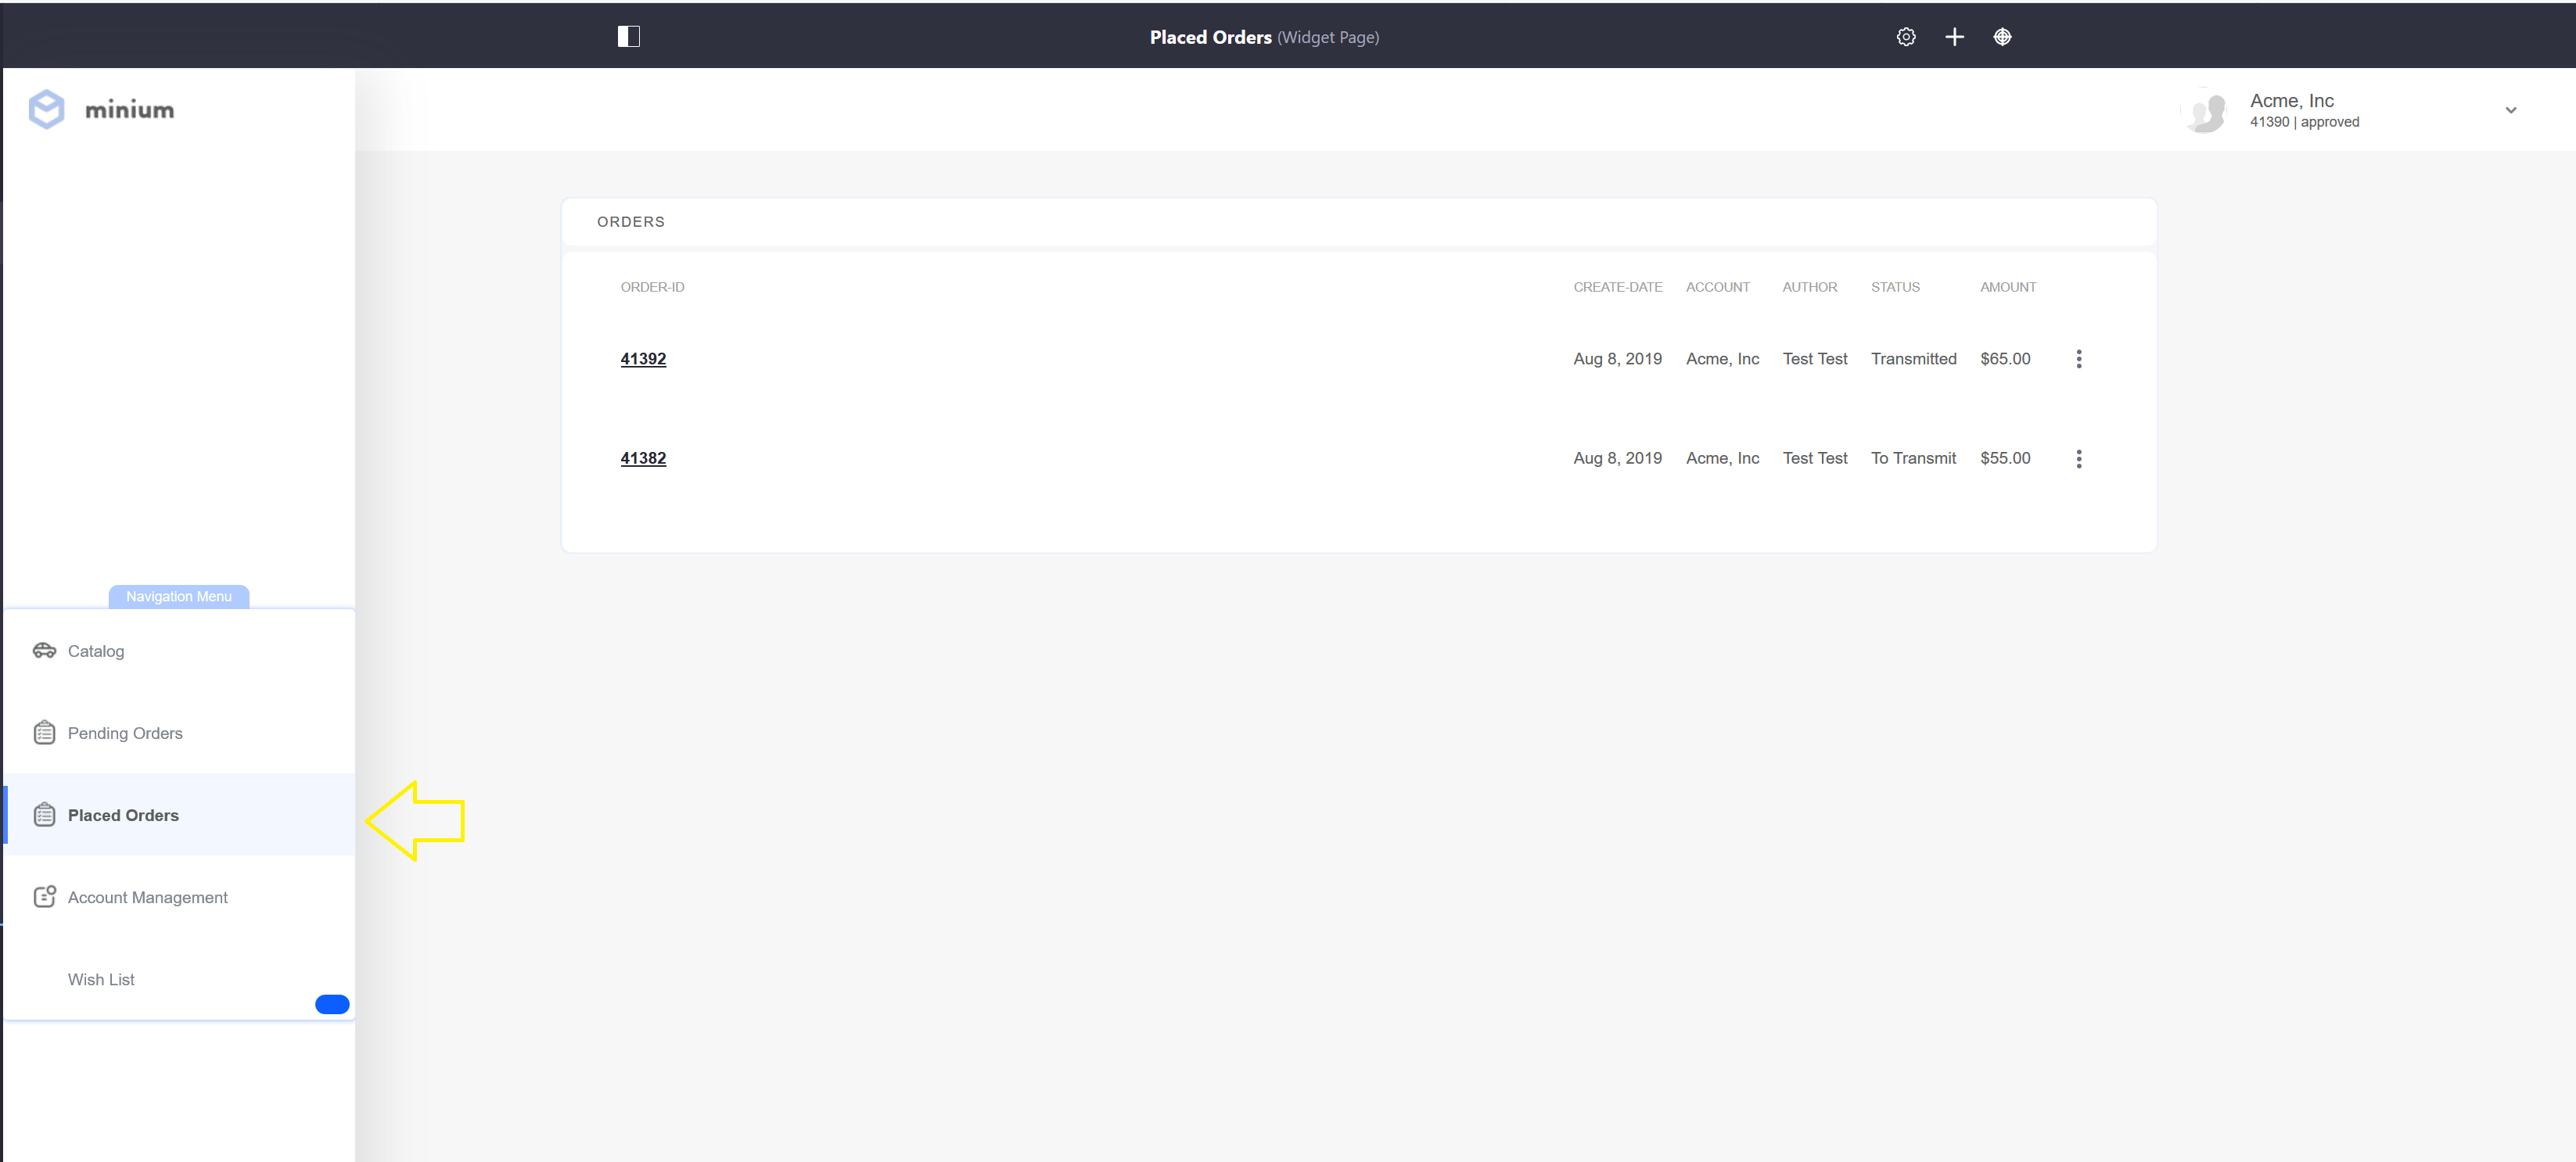 Placed Orders (Widget Page)
minium
Acme, Inc
41390 | approved
ORDERS
ORDER-ID CREATE-DATE ACCOUNT AUTHOR STATUS AMOUNT
41392 Aug 8, 2019 Acme, Inc Test Test Transmitted $65.00
41382 Aug 8, 2019 Acme, Inc Test Test To Transmit $55.00
Navigation Menu
Catalog
Pending Orders
Placed Orders
Account Management
Wish List